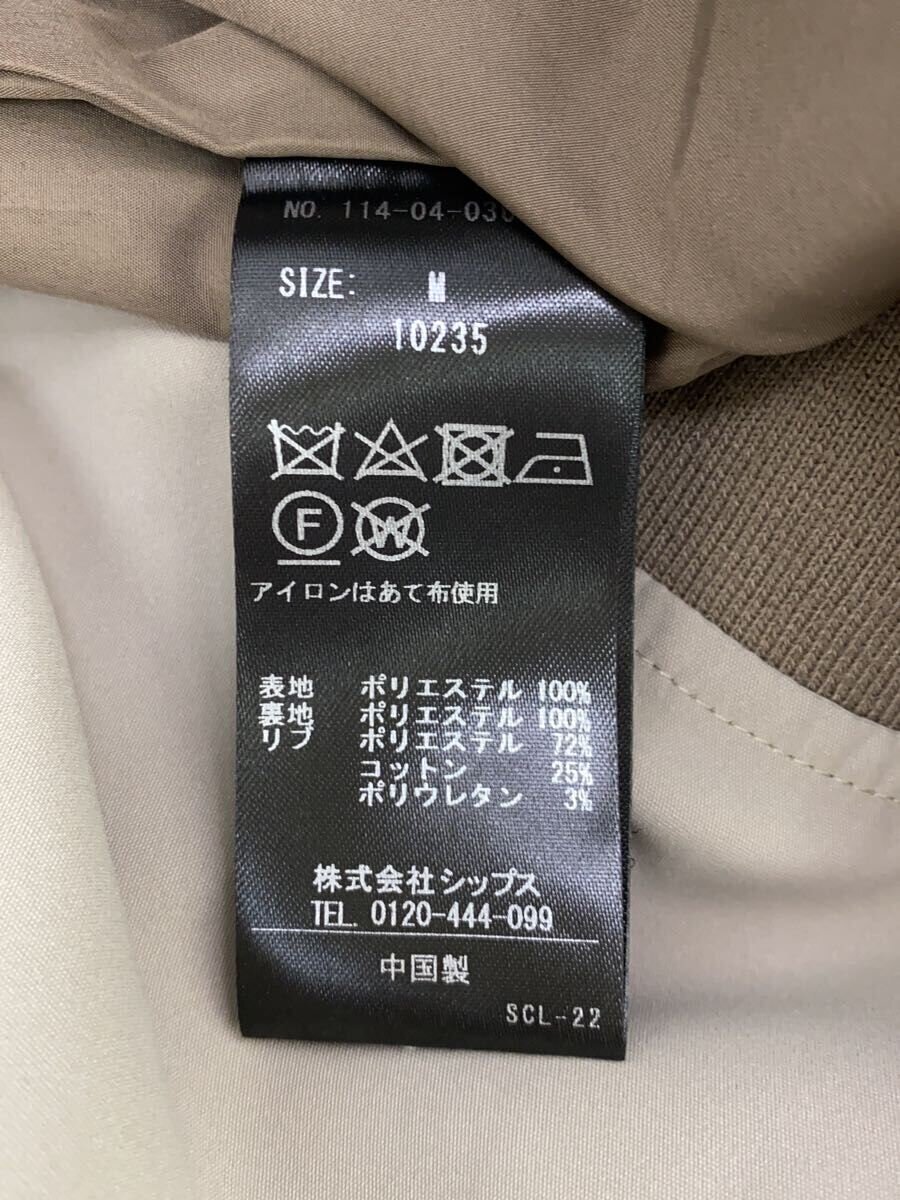 NO. 114-04-030
SIZE: M
10235
F
W
アイロンはあて布使用
表地 ポリエステル 100%
裏地 ポリエステル 100%
リブ ポリエステル 72%
コットン 25%
ポリウレタン 3%
株式会社シップス
TEL. 0120-444-099
中国製
SCL-22